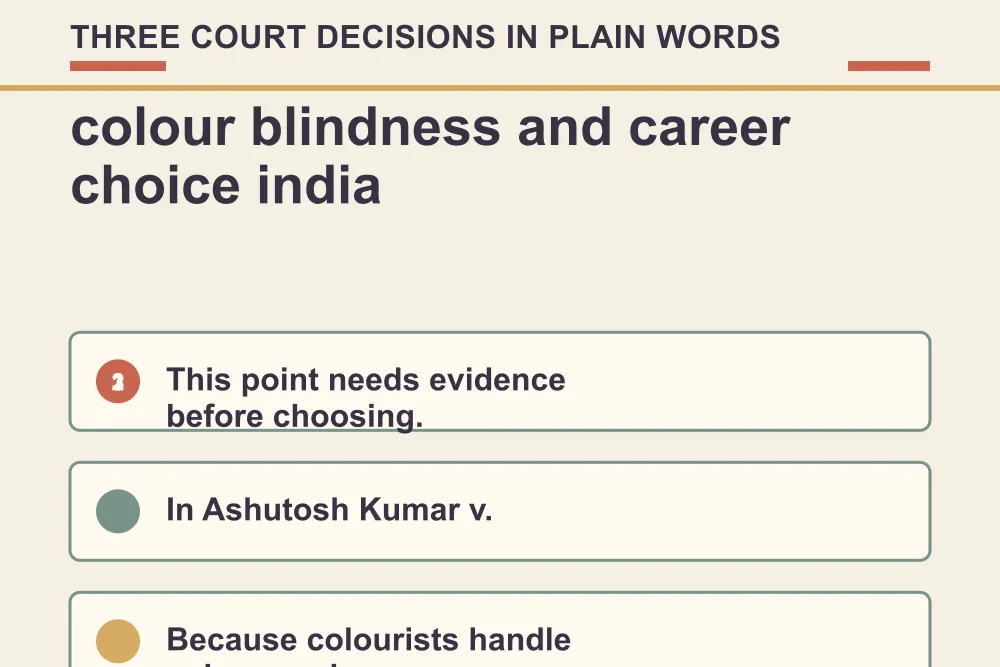 THREE COURT DECISIONS IN PLAIN WORDS
colour blindness and career
choice india
This point needs evidence
before choosing.
In Ashutosh Kumar v.
Because colourists handle